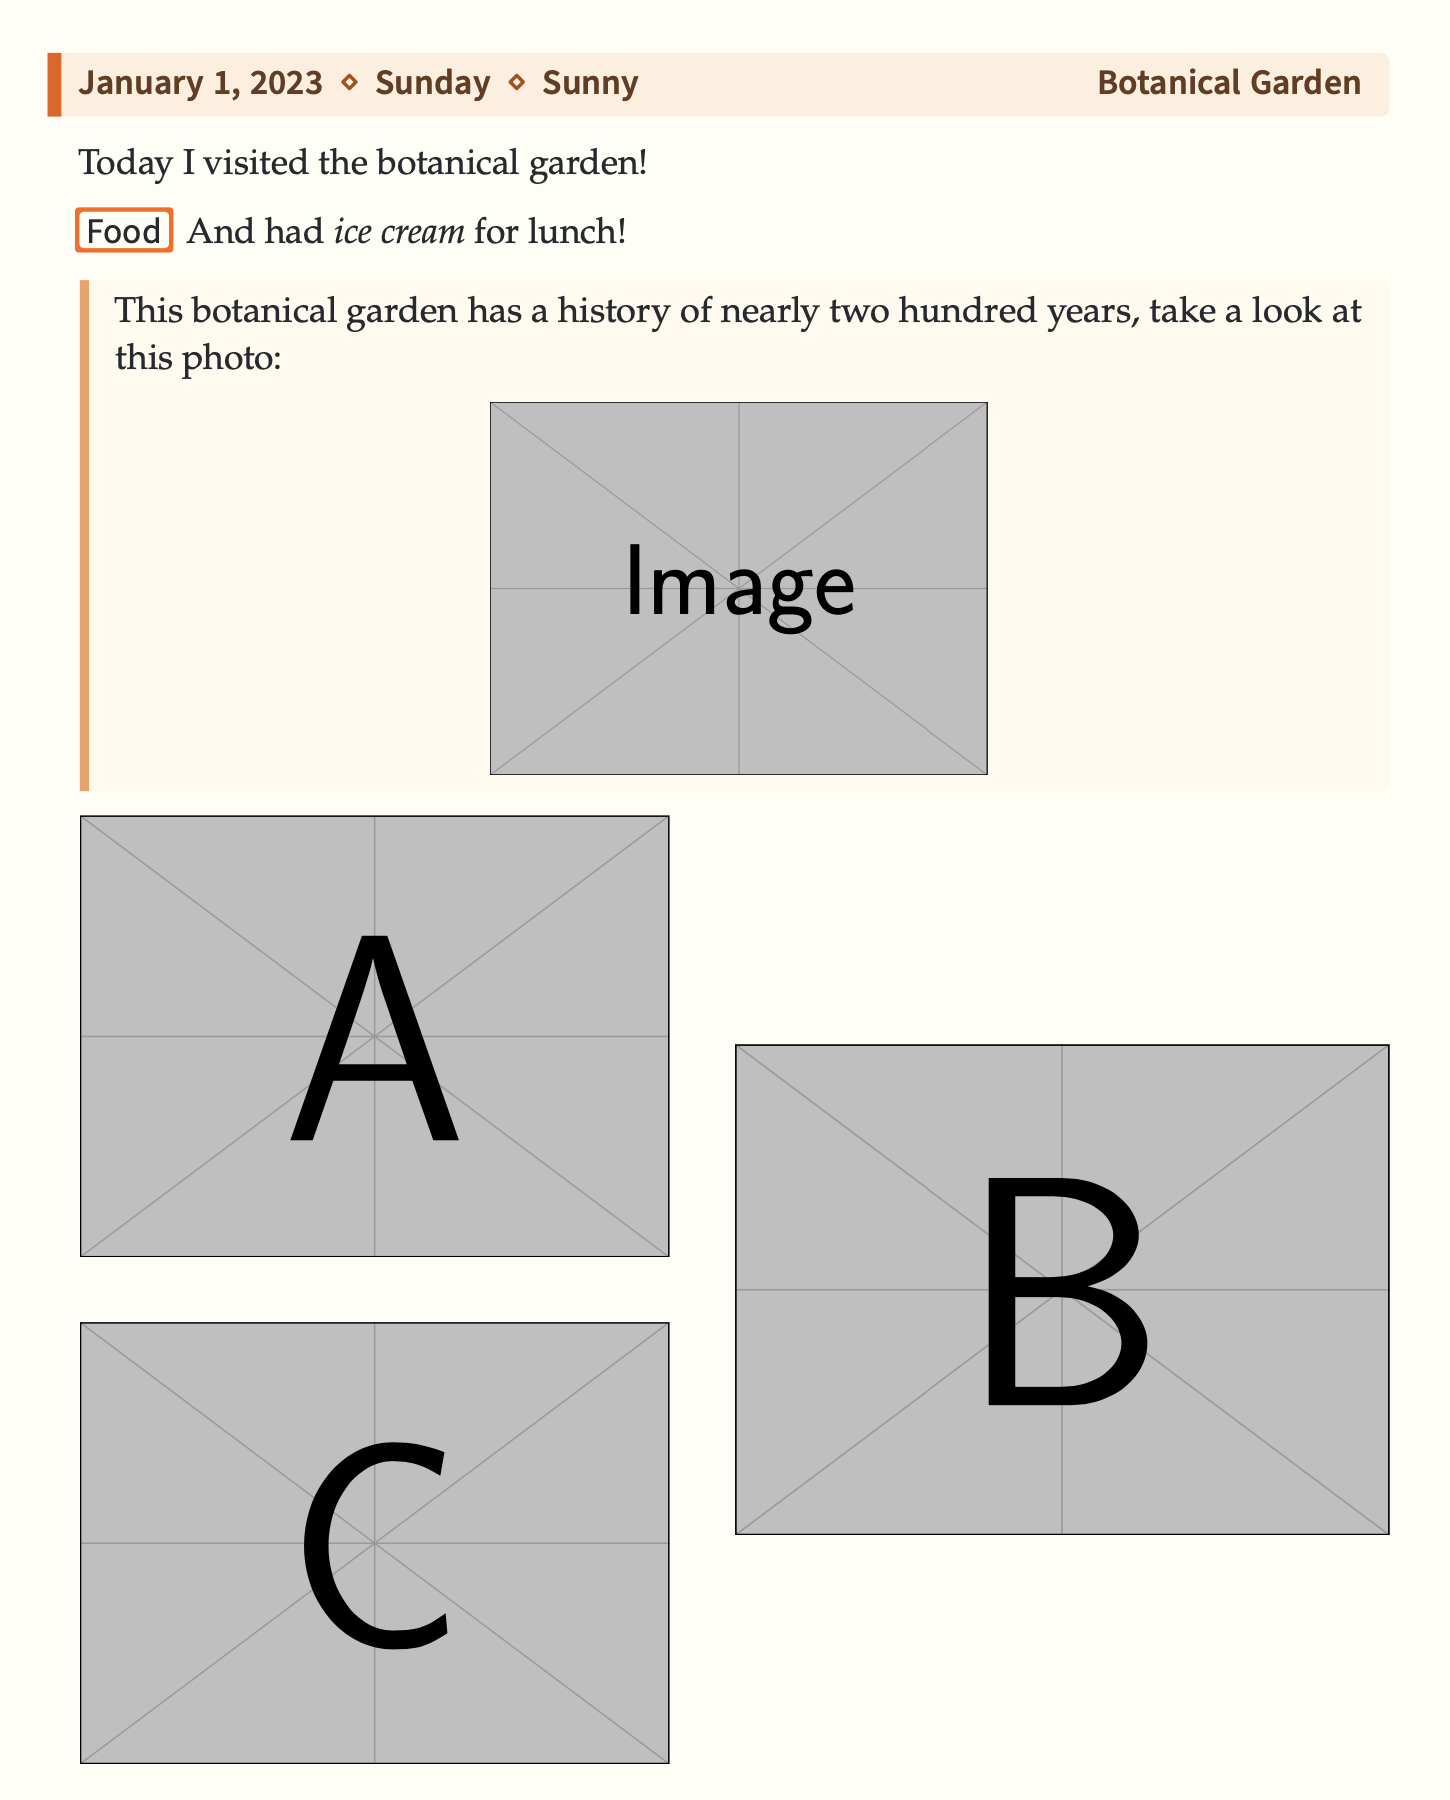 January 1, 2023 ⋄ Sunday ⋄ Sunny Botanical Garden
Today I visited the botanical garden!
Food And had ice cream for lunch!
This botanical garden has a history of nearly two hundred years, take a look at
this photo:
Image
A
B
C